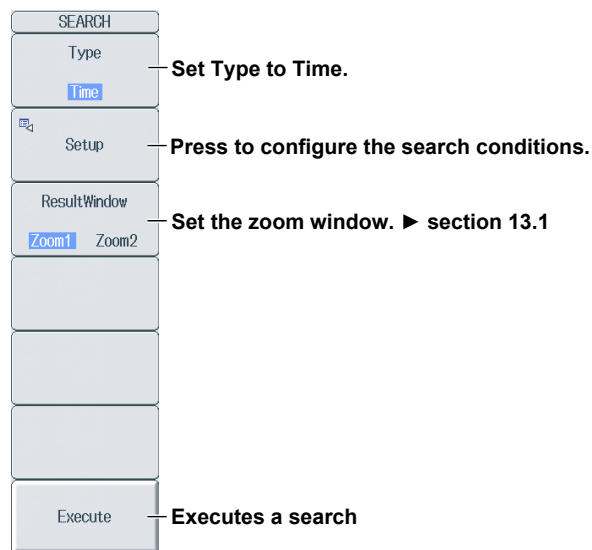 SEARCH
Type
Time
Set Type to Time.
Setup
Press to configure the search conditions.
ResultWindow
Zoom1 Zoom2
Set the zoom window. ► section 13.1
Execute
Executes a search